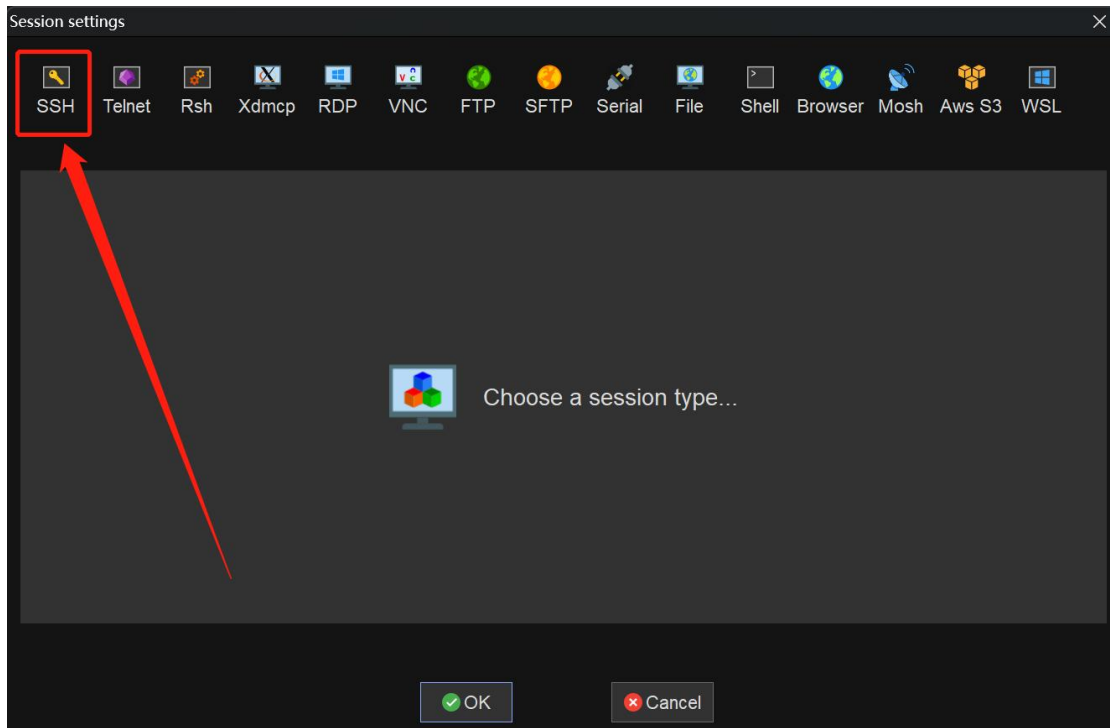 Session settings
SSH Telnet Rsh Xdmcp RDP VNC FTP SFTP Serial File Shell Browser Mosh Aws S3 WSL
Choose a session type...
OK Cancel